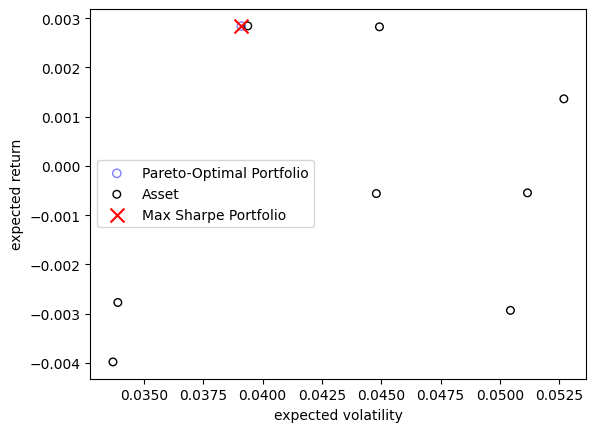 0.003
0.002
0.001
0.000
−0.001
−0.002
−0.003
−0.004
expected return
Pareto-Optimal Portfolio
Asset
Max Sharpe Portfolio
0.0350 0.0375 0.0400 0.0425 0.0450 0.0475 0.0500 0.0525
expected volatility